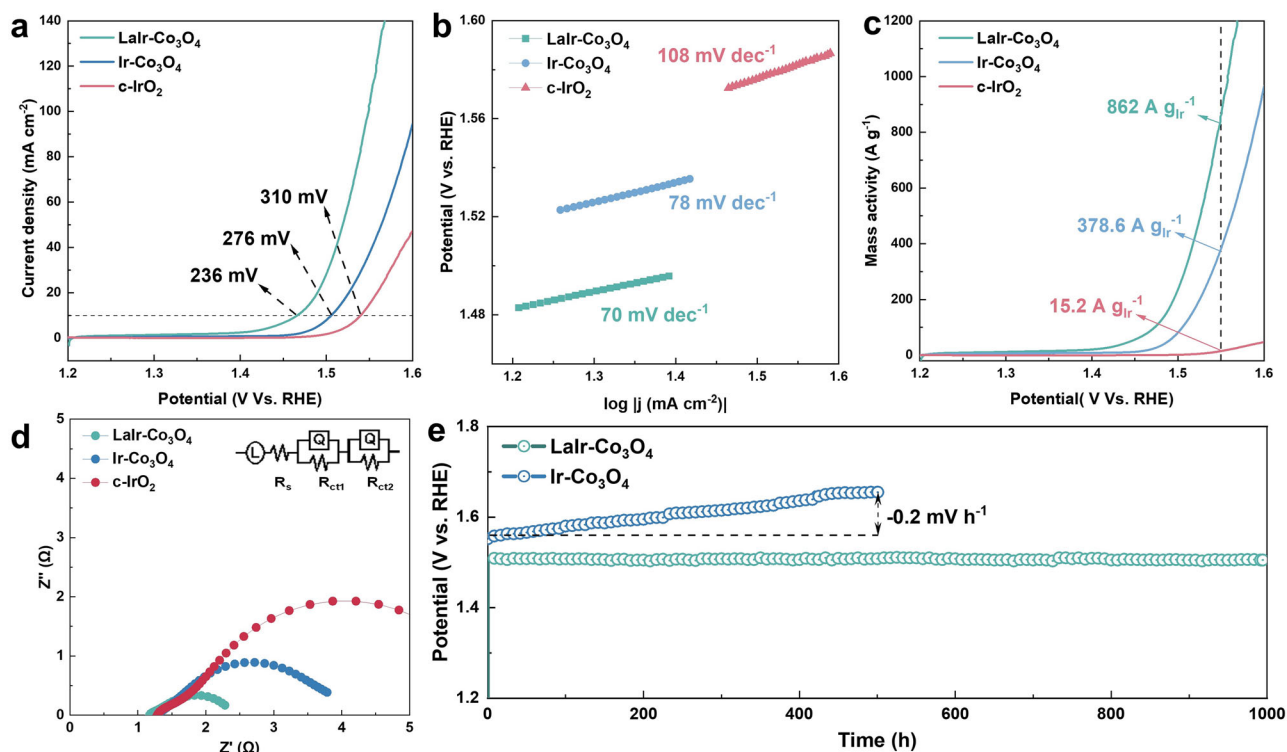 a
LaIr-Co₃O₄
Ir-Co₃O₄
c-IrO₂
310 mV
276 mV
236 mV
Current density (mA cm⁻²)
140
120
100
80
60
40
20
0
1.2 1.3 1.4 1.5 1.6
Potential (V Vs. RHE)
b
LaIr-Co₃O₄
Ir-Co₃O₄
c-IrO₂
108 mV dec⁻¹
78 mV dec⁻¹
70 mV dec⁻¹
Potential (V vs. RHE)
1.60
1.56
1.52
1.48
1.2 1.3 1.4 1.5 1.6
log |j (mA cm⁻²)|
c
LaIr-Co₃O₄
Ir-Co₃O₄
c-IrO₂
862 A g_Ir⁻¹
378.6 A g_Ir⁻¹
15.2 A g_Ir⁻¹
Mass activity (A g⁻¹)
1200
1000
800
600
400
200
0
1.2 1.3 1.4 1.5 1.6
Potential( V Vs. RHE)
d
LaIr-Co₃O₄
Ir-Co₃O₄
c-IrO₂
L Q Q
Rs Rct1 Rct2
Z'' (Ω)
5
4
3
2
1
0
0 1 2 3 4 5
Z' (Ω)
e
LaIr-Co₃O₄
Ir-Co₃O₄
-0.2 mV h⁻¹
Potential (V vs. RHE)
1.8
1.6
1.4
1.2
0 200 400 600 800 1000
Time (h)